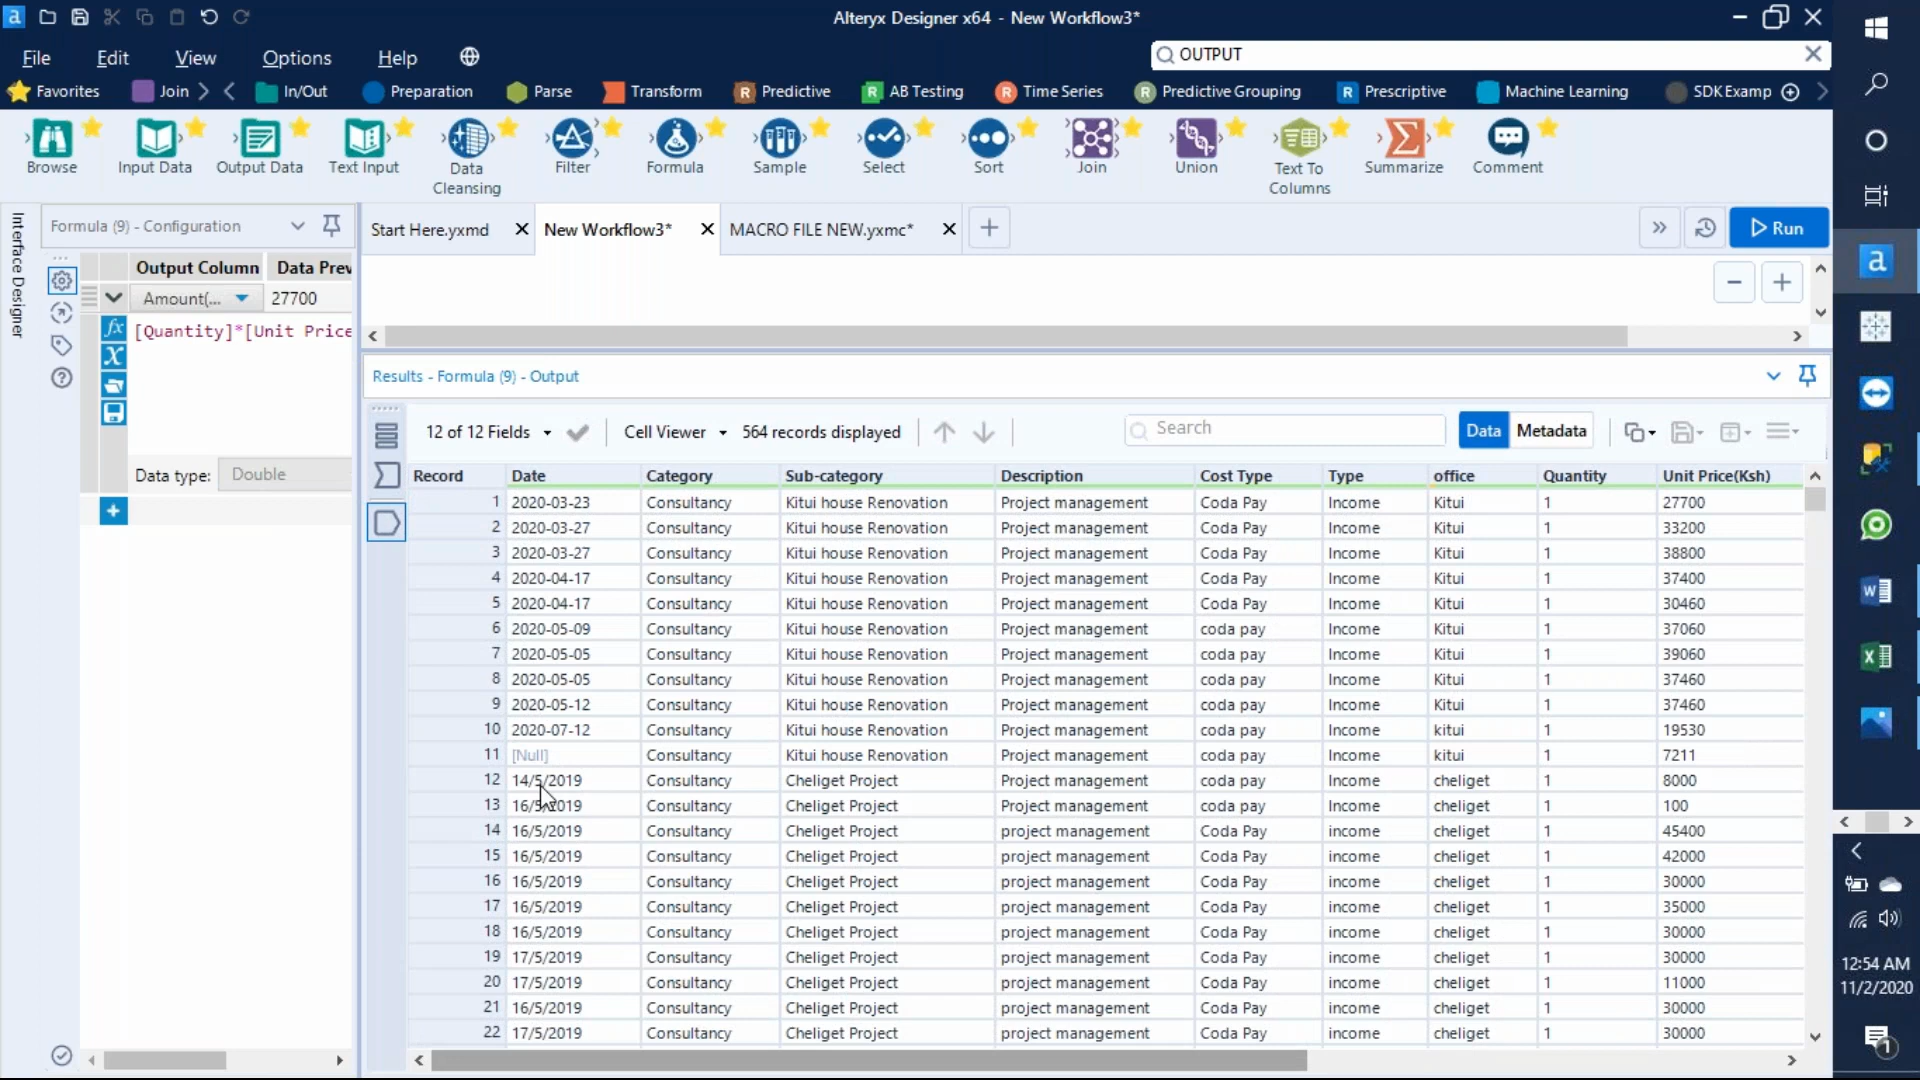 Alteryx Designer x64 - New Workflow3*
File Edit View Options Help
OUTPUT
Favorites Join In/Out Preparation Parse Transform Predictive AB Testing Time Series Predictive Grouping Prescriptive Machine Learning SDK Examp
Browse Input Data Output Data Text Input Data Cleansing Filter Formula Sample Select Sort Join Union Text To Columns Summarize Comment
Interface Designer
Formula (9) - Configuration
Start Here.yxmd New Workflow3* MACRO FILE NEW.yxmc* Run
Output Column Data Prev
Amount(... 27700
[Quantity]*[Unit Price
Data type: Double
Results - Formula (9) - Output
12 of 12 Fields Cell Viewer 564 records displayed Search Data Metadata
Record Date Category Sub-category Description Cost Type Type office Quantity Unit Price(Ksh)
1 2020-03-23 Consultancy Kitui house Renovation Project management Coda Pay Income Kitui 1 27700
2 2020-03-27 Consultancy Kitui house Renovation Project management Coda Pay Income Kitui 1 33200
3 2020-03-27 Consultancy Kitui house Renovation Project management Coda Pay Income Kitui 1 38800
4 2020-04-17 Consultancy Kitui house Renovation Project management Coda Pay Income Kitui 1 37400
5 2020-04-17 Consultancy Kitui house Renovation Project management Coda Pay Income Kitui 1 30460
6 2020-05-09 Consultancy Kitui house Renovation Project management coda pay Income Kitui 1 37060
7 2020-05-05 Consultancy Kitui house Renovation Project management coda pay Income Kitui 1 39060
8 2020-05-05 Consultancy Kitui house Renovation Project management coda pay Income Kitui 1 37460
9 2020-05-12 Consultancy Kitui house Renovation Project management coda pay Income Kitui 1 37460
10 2020-07-12 Consultancy Kitui house Renovation Project management coda pay Income kitui 1 19530
11 [Null] Consultancy Kitui house Renovation Project management coda pay Income kitui 1 7211
12 14/5/2019 Consultancy Cheliget Project Project management coda pay Income cheliget 1 8000
13 16/5/2019 Consultancy Cheliget Project Project management coda pay Income cheliget 1 100
14 16/5/2019 Consultancy Cheliget Project project management Coda Pay income cheliget 1 45400
15 16/5/2019 Consultancy Cheliget Project project management Coda Pay income cheliget 1 42000
16 16/5/2019 Consultancy Cheliget Project project management Coda Pay income cheliget 1 30000
17 16/5/2019 Consultancy Cheliget Project project management Coda Pay income cheliget 1 35000
18 16/5/2019 Consultancy Cheliget Project project management Coda Pay income cheliget 1 30000
19 17/5/2019 Consultancy Cheliget Project project management Coda Pay income cheliget 1 30000
20 17/5/2019 Consultancy Cheliget Project project management Coda Pay income cheliget 1 11000
21 16/5/2019 Consultancy Cheliget Project project management Coda Pay income cheliget 1 30000
22 17/5/2019 Consultancy Cheliget Project project management Coda Pay income cheliget 1 30000
12:54 AM
11/2/2020
1